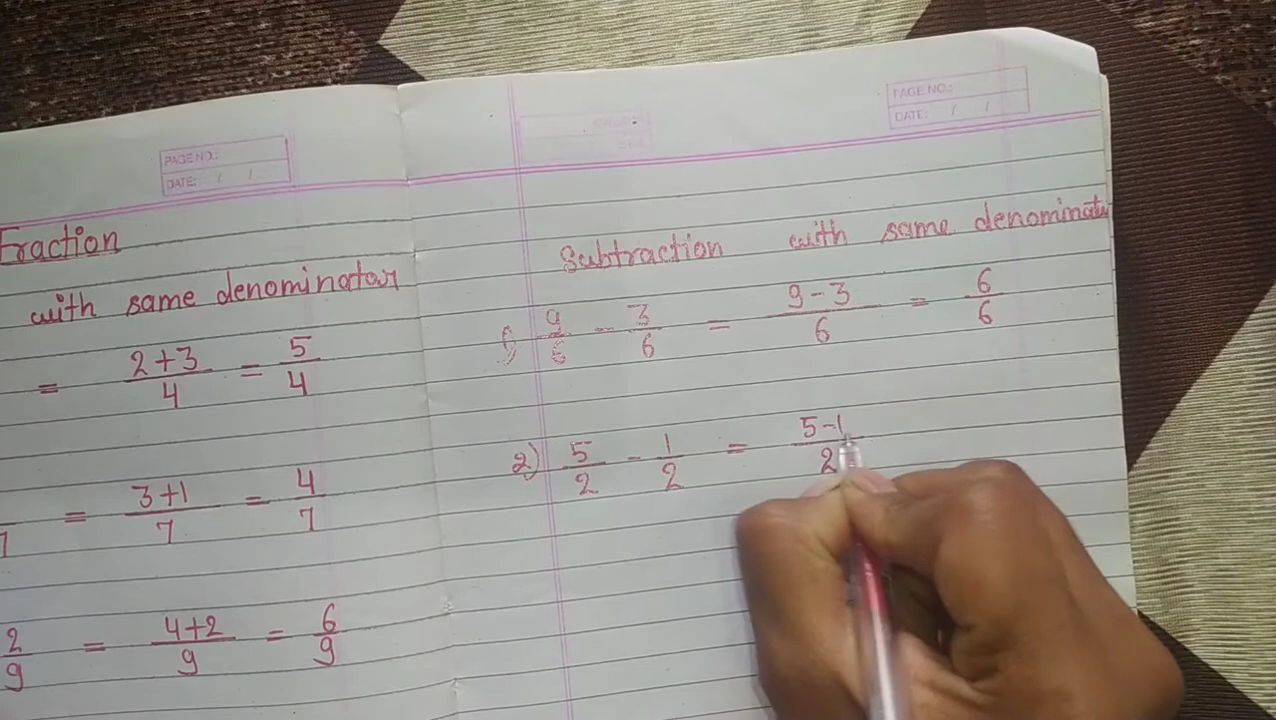 PAGE NO.:
DATE: / /
Fraction
with same denominator
= 2+3/4 = 5/4
= 3+1/7 = 4/7
2/9 = 4+2/9 = 6/9
PAGE NO.:
DATE: / /
Subtraction with same denominator
1) 9/6 - 3/6 = 9-3/6 = 6/6
2) 5/2 - 1/2 = 5-1/2